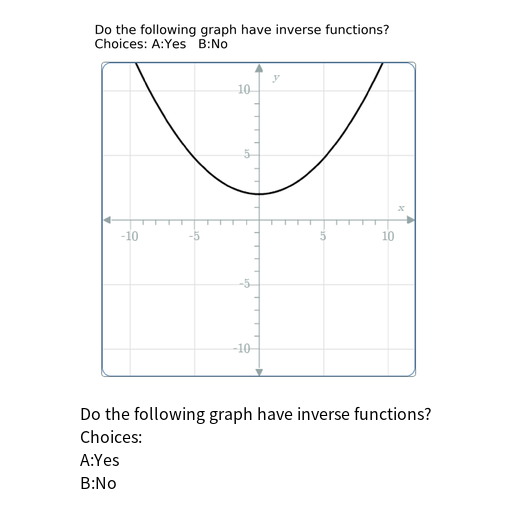 Do the following graph have inverse functions?
Choices: A:Yes   B:No
y
10
5
x
-10 -5 5 10
-5
-10
Do the following graph have inverse functions?
Choices:
A:Yes
B:No